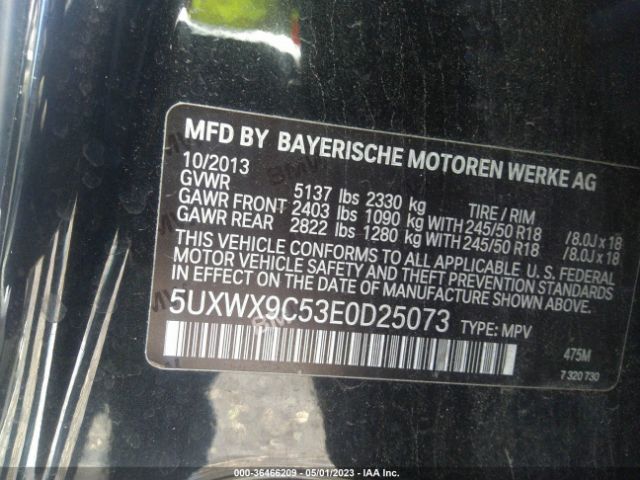 MFD BY BAYERISCHE MOTOREN WERKE AG
10/2013
GVWR 5137 lbs 2330 kg TIRE / RIM
GAWR FRONT 2403 lbs 1090 kg WITH 245/50 R18 /8.0J x 18
GAWR REAR 2822 lbs 1280 kg WITH 245/50 R18 /8.0J x 18
THIS VEHICLE CONFORMS TO ALL APPLICABLE U. S. FEDERAL
MOTOR VEHICLE SAFETY AND THEFT PREVENTION STANDARDS
IN EFFECT ON THE DATE OF MANUFACTURE SHOWN ABOVE.
5UXWX9C53E0D25073 TYPE: MPV
475M
7 320 730
000-36466209 - 05/01/2023 - IAA Inc.